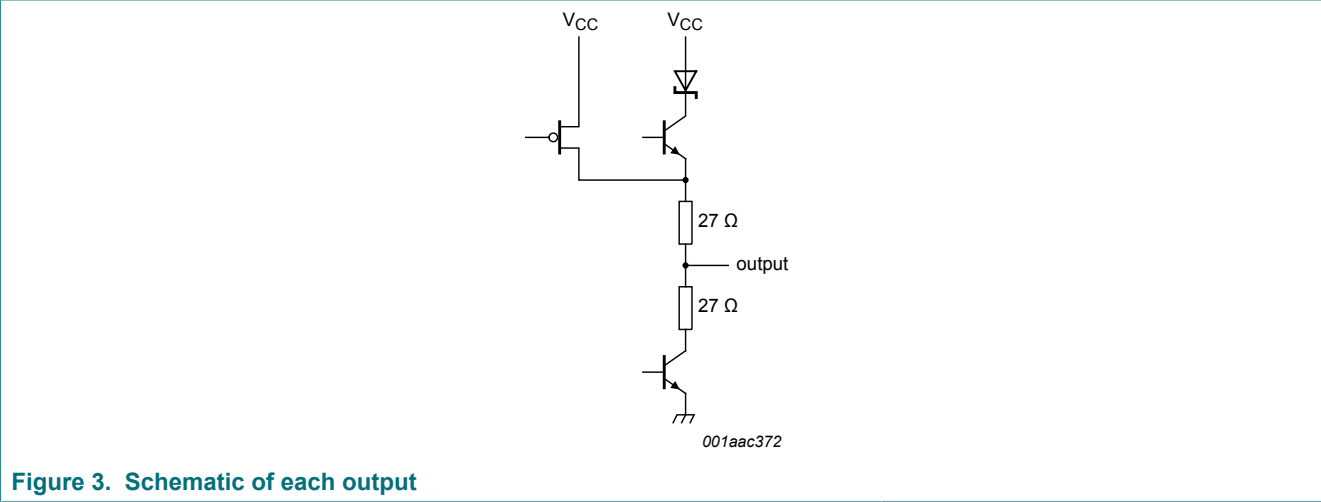 VCC VCC
27 Ω
output
27 Ω
001aac372
Figure 3. Schematic of each output